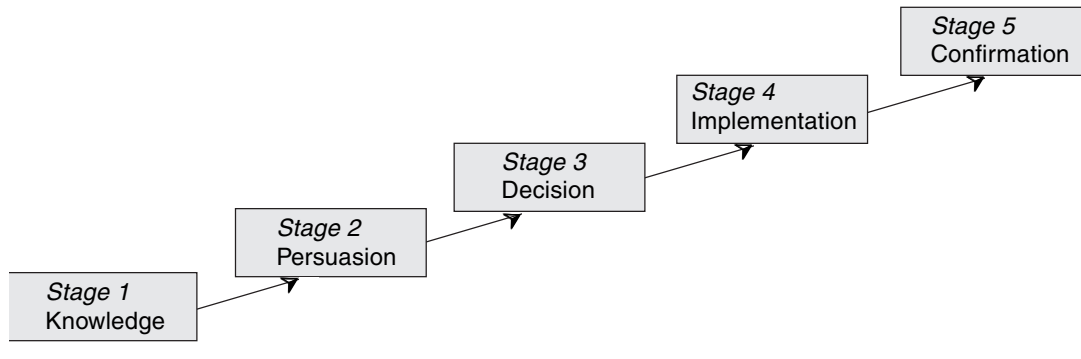 Stage 1
Knowledge
Stage 2
Persuasion
Stage 3
Decision
Stage 4
Implementation
Stage 5
Confirmation